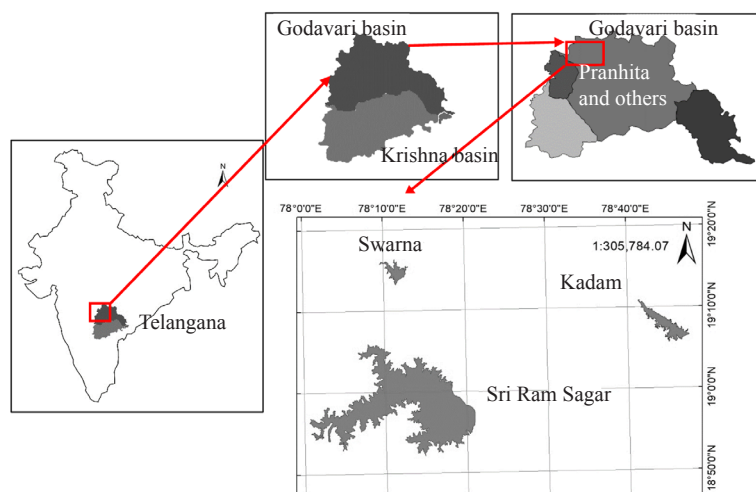 Godavari basin
Krishna basin
Godavari basin
Pranhita
and others
N
Telangana
78°0'0"E
78°10'0"E
78°20'0"E
78°30'0"E
78°40'0"E
19°20'0"N
19°10'0"N
19°0'0"N
18°50'0"N
1:305,784.07
N
Swarna
Kadam
Sri Ram Sagar